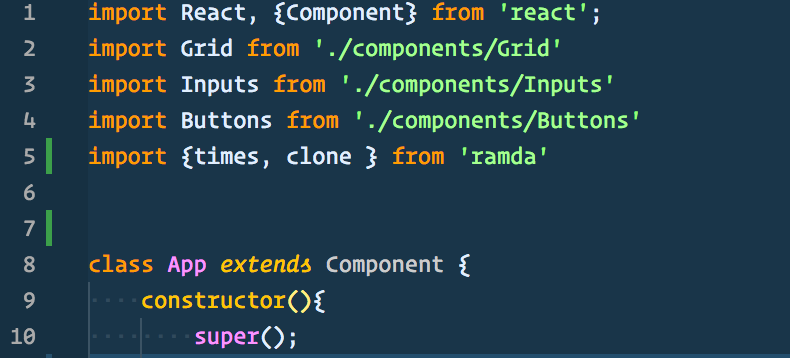 1 import React, {Component} from 'react';
2 import Grid from './components/Grid'
3 import Inputs from './components/Inputs'
4 import Buttons from './components/Buttons'
5 import {times, clone } from 'ramda'
6
7
8 class App extends Component {
9 constructor(){
10 super();